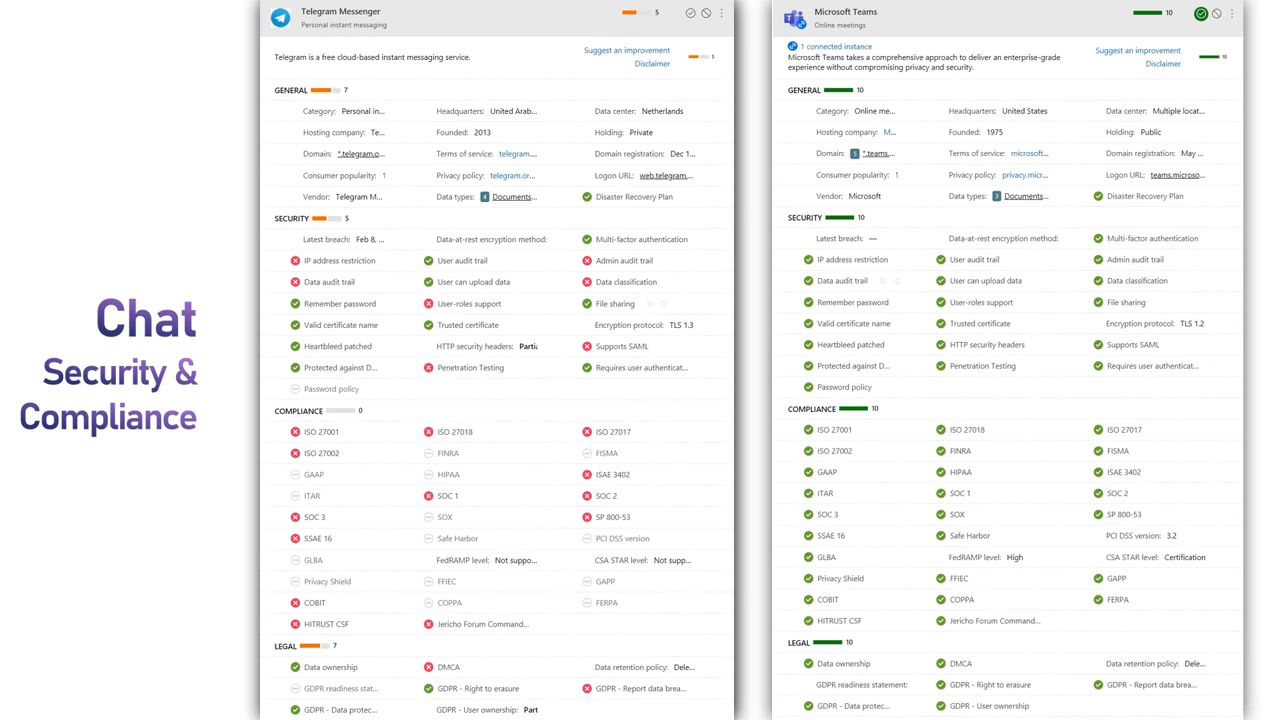 Chat
Security &
Compliance
Telegram Messenger
Personal instant messaging
5
Telegram is a free cloud-based instant messaging service.
Suggest an improvement
Disclaimer
5
GENERAL 7
Category: Personal in... Headquarters: United Arab... Data center: Netherlands
Hosting company: Te... Founded: 2013 Holding: Private
Domain: *.telegram.o... Terms of service: telegram.... Domain registration: Dec 1...
Consumer popularity: 1 Privacy policy: telegram.or... Logon URL: web.telegram....
Vendor: Telegram M... Data types: 4 Documents... Disaster Recovery Plan
SECURITY 5
Latest breach: Feb 8, ... Data-at-rest encryption method: Multi-factor authentication
IP address restriction User audit trail Admin audit trail
Data audit trail User can upload data Data classification
Remember password User-roles support File sharing
Valid certificate name Trusted certificate Encryption protocol: TLS 1.3
Heartbleed patched HTTP security headers: Partia Supports SAML
Protected against D... Penetration Testing Requires user authenticat...
Password policy
COMPLIANCE 0
ISO 27001 ISO 27018 ISO 27017
ISO 27002 FINRA FISMA
GAAP HIPAA ISAE 3402
ITAR SOC 1 SOC 2
SOC 3 SOX SP 800-53
SSAE 16 Safe Harbor PCI DSS version
GLBA FedRAMP level: Not suppo... CSA STAR level: Not supp...
Privacy Shield FFIEC GAPP
COBIT COPPA FERPA
HITRUST CSF Jericho Forum Command...
LEGAL 7
Data ownership DMCA Data retention policy: Dele...
GDPR readiness stat... GDPR - Right to erasure GDPR - Report data brea...
GDPR - Data protec... GDPR - User ownership: Part
Microsoft Teams
Online meetings
10
1 connected instance
Microsoft Teams takes a comprehensive approach to deliver an enterprise-grade
experience without compromising privacy and security.
Suggest an improvement
Disclaimer
10
GENERAL 10
Category: Online me... Headquarters: United States Data center: Multiple locat...
Hosting company: M... Founded: 1975 Holding: Public
Domain: 5 *.teams.... Terms of service: microsoft... Domain registration: May ...
Consumer popularity: 1 Privacy policy: privacy.micr... Logon URL: teams.microso...
Vendor: Microsoft Data types: 3 Documents... Disaster Recovery Plan
SECURITY 10
Latest breach: — Data-at-rest encryption method: Multi-factor authentication
IP address restriction User audit trail Admin audit trail
Data audit trail User can upload data Data classification
Remember password User-roles support File sharing
Valid certificate name Trusted certificate Encryption protocol: TLS 1.2
Heartbleed patched HTTP security headers Supports SAML
Protected against D... Penetration Testing Requires user authenticat...
Password policy
COMPLIANCE 10
ISO 27001 ISO 27018 ISO 27017
ISO 27002 FINRA FISMA
GAAP HIPAA ISAE 3402
ITAR SOC 1 SOC 2
SOC 3 SOX SP 800-53
SSAE 16 Safe Harbor PCI DSS version: 3.2
GLBA FedRAMP level: High CSA STAR level: Certification
Privacy Shield FFIEC GAPP
COBIT COPPA FERPA
HITRUST CSF Jericho Forum Command...
LEGAL 10
Data ownership DMCA Data retention policy: Dele...
GDPR readiness statement: GDPR - Right to erasure GDPR - Report data brea...
GDPR - Data protec... GDPR - User ownership